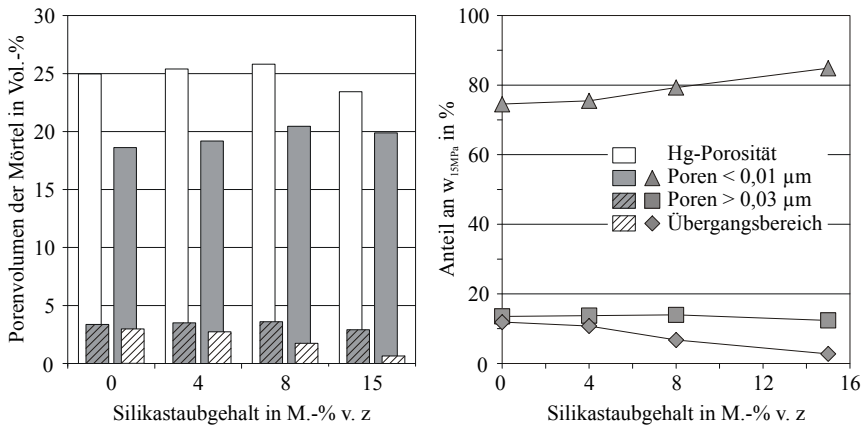 Porenvolumen der Mörtel in Vol.-%
30
25
20
15
10
5
0
0 4 8 15
Silikastaubgehalt in M.-% v. z
Anteil an w15MPa in %
100
80
60
40
20
0
Hg-Porosität
Poren < 0,01 µm
Poren > 0,03 µm
Übergangsbereich
0 4 8 12 16
Silikastaubgehalt in M.-% v. z